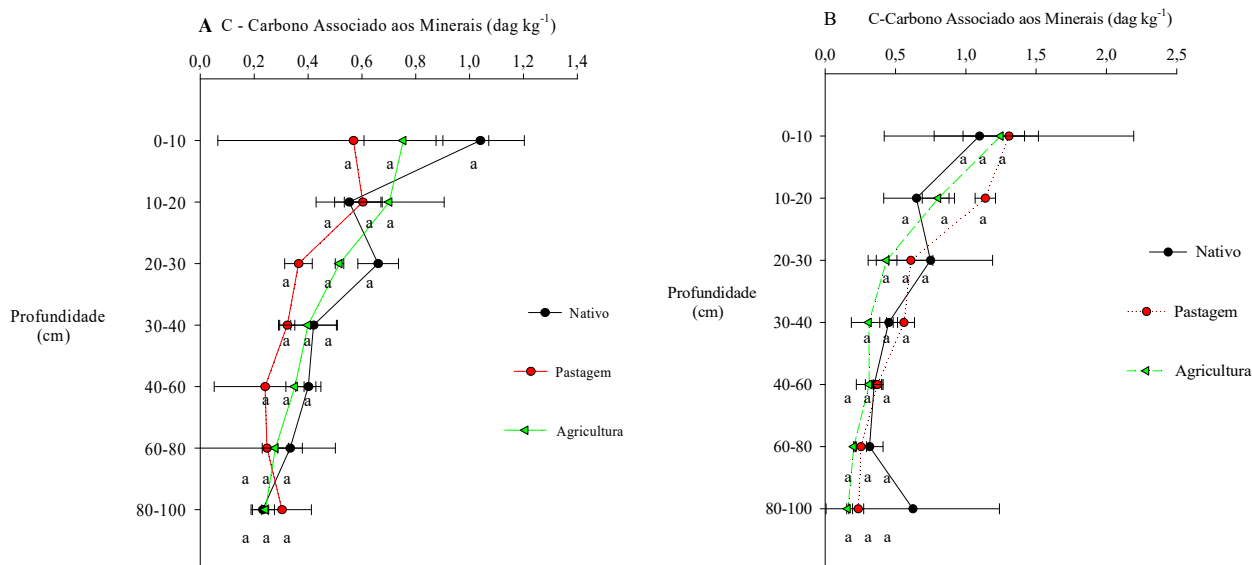 A C - Carbono Associado aos Minerais (dag kg-1)
0,0 0,2 0,4 0,6 0,8 1,0 1,2 1,4
0-10
a a a
10-20
a a a
20-30
a a a
30-40
a a a
40-60
a a a
60-80
a a a
80-100
a a a
Profundidade
(cm)
Nativo
Pastagem
Agricultura
B C-Carbono Associado aos Minerais (dag kg-1)
0,0 0,5 1,0 1,5 2,0 2,5
0-10
a a a
10-20
a a a
20-30
a a a
30-40
a a a
40-60
a a a
60-80
a a a
80-100
a a a
Profundidade
(cm)
Nativo
Pastagem
Agricultura